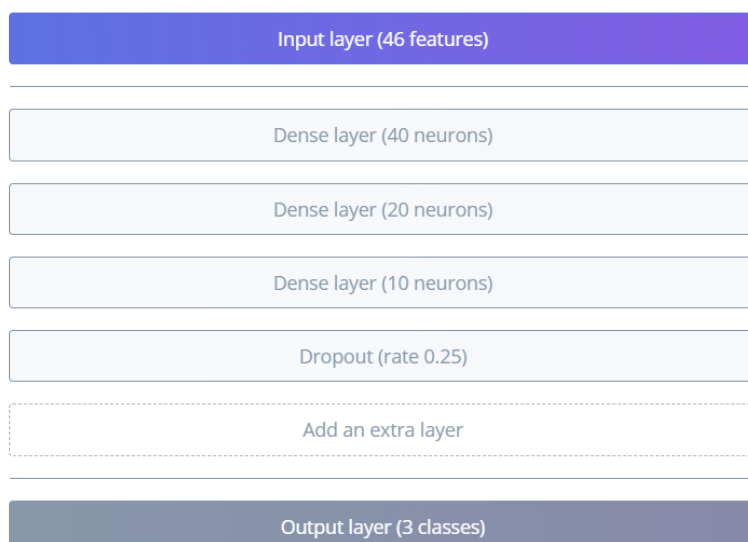 Input layer (46 features)
Dense layer (40 neurons)
Dense layer (20 neurons)
Dense layer (10 neurons)
Dropout (rate 0.25)
Add an extra layer
Output layer (3 classes)